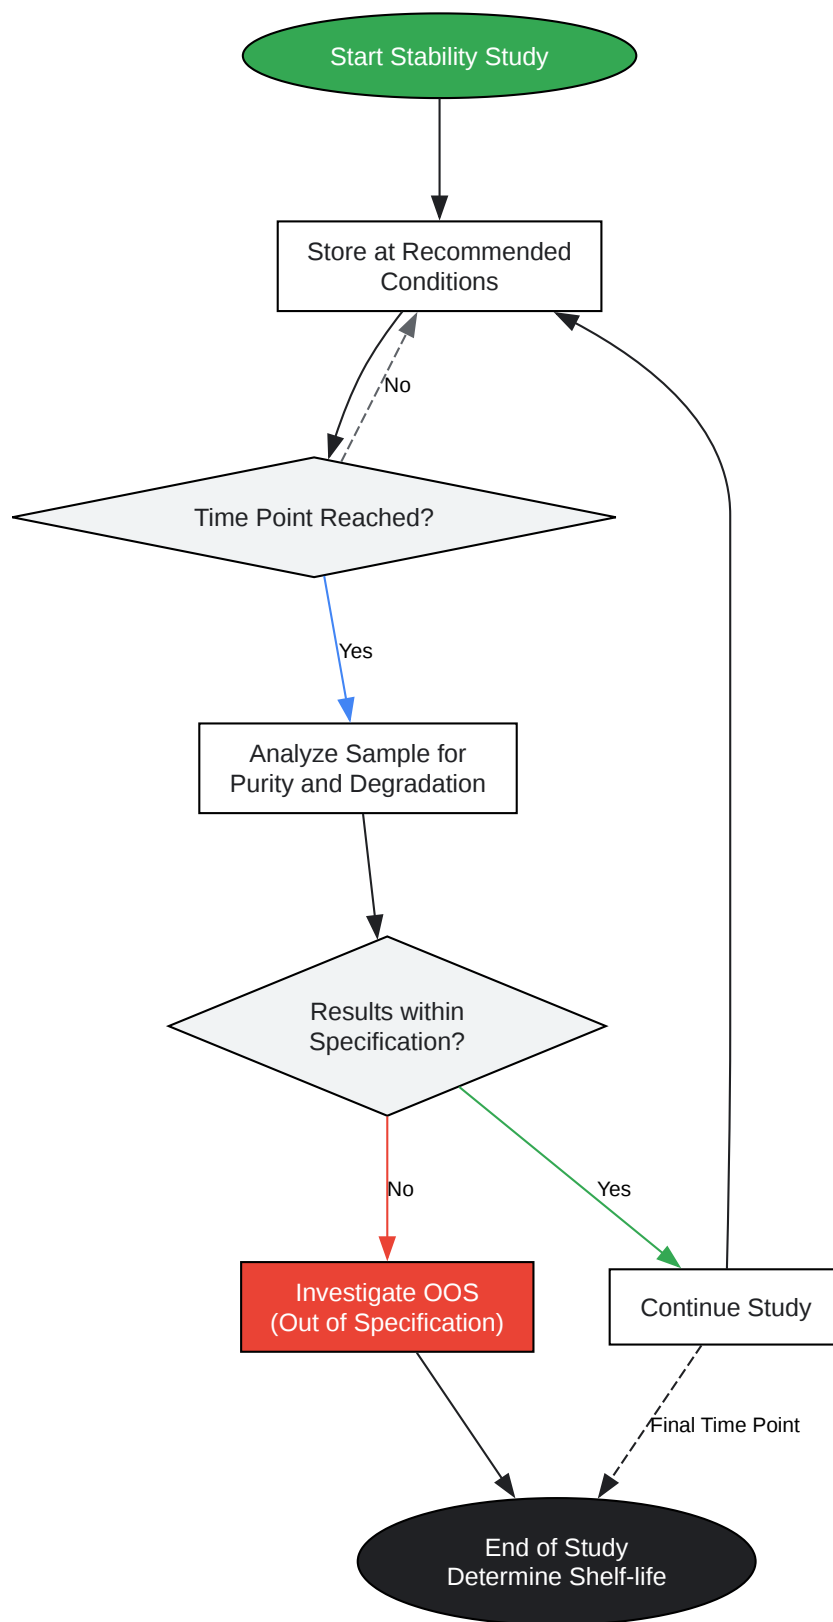 Start Stability Study
Store at Recommended
Conditions
No
Time Point Reached?
Yes
Analyze Sample for
Purity and Degradation
Results within
Specification?
No
Yes
Investigate OOS
(Out of Specification)
Continue Study
Final Time Point
End of Study
Determine Shelf-life